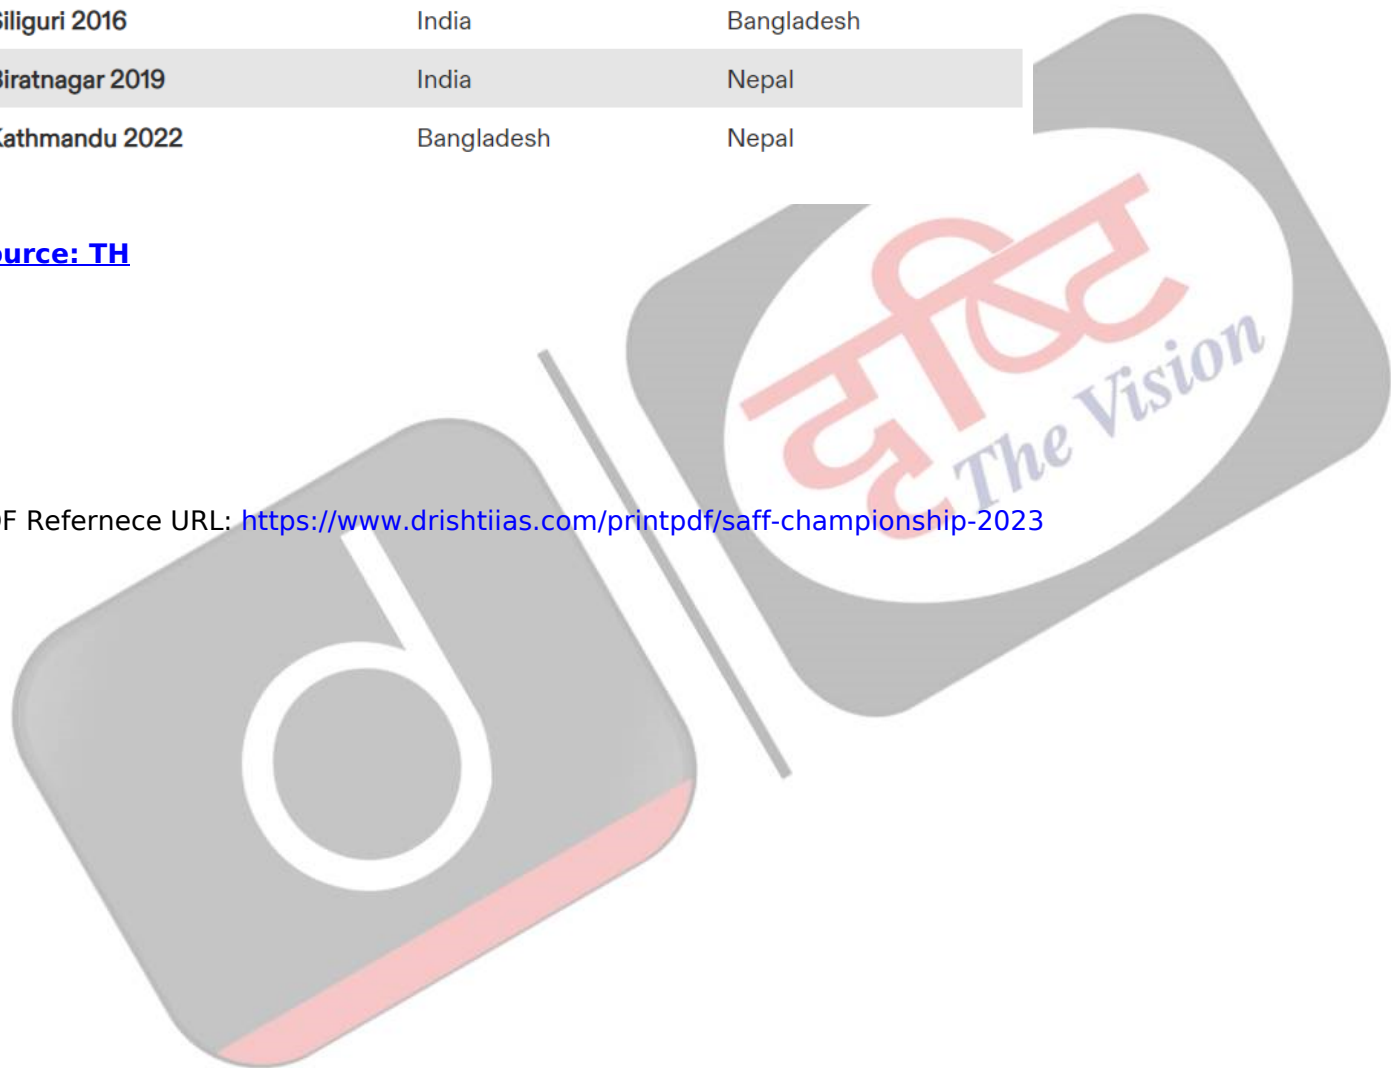 iliguri 2016 India Bangladesh
iratnagar 2019 India Nepal
athmandu 2022 Bangladesh Nepal
urce: TH
F Refernece URL: https://www.drishtiias.com/printpdf/saff-championship-2023
दृष्टि
The Vision
d